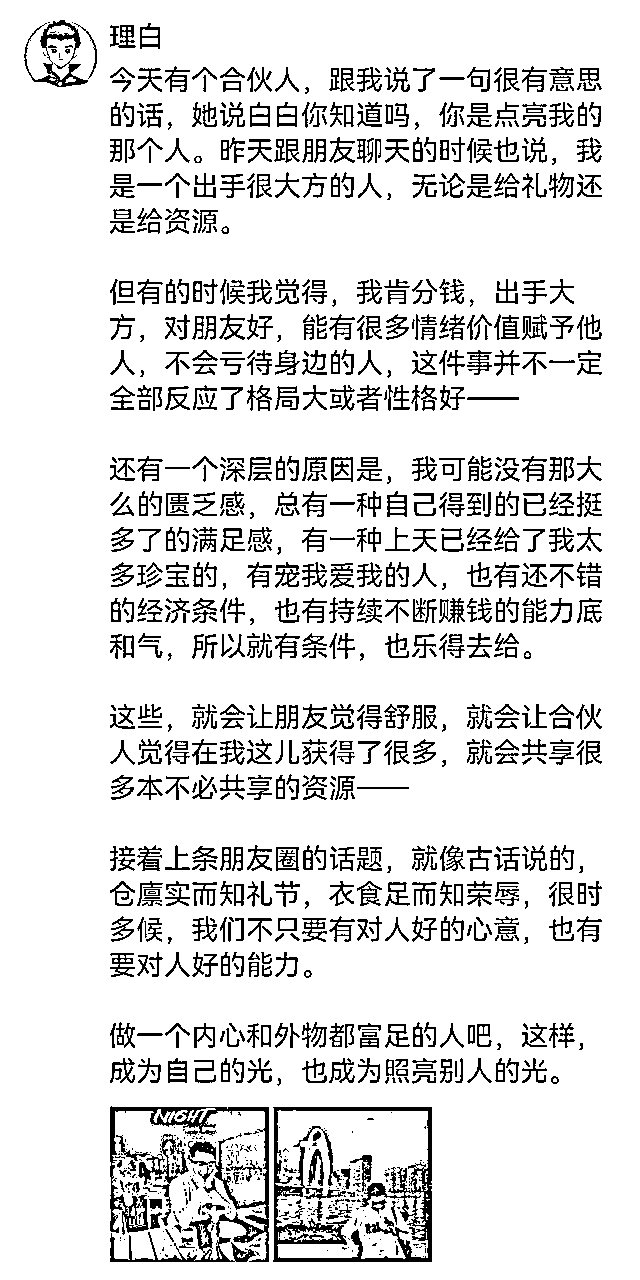 理白
今天有个合伙人，跟我说了一句很有意思
的话，她说白白你知道吗，你是点亮我的
那个人。昨天跟朋友聊天的时候也说，我
是一个出手很大方的人，无论是给礼物还
是给资源。
但有的时候我觉得，我肯分钱，出手大
方，对朋友好，能有很多情绪价值赋予他
人，不会亏待身边的人，这件事并不一定
全部反应了格局大或者性格好——
还有一个深层的原因是，我可能没有那大
么的匮乏感，总有一种自己得到的已经挺
多了的满足感，有一种上天已经给了我太
多珍宝的，有宠我爱我的人，也有还不错
的经济条件，也有持续不断赚钱的能力底
和气，所以就有条件，也乐得去给。
这些，就会让朋友觉得舒服，就会让合伙
人觉得在我这儿获得了很多，就会共享很
多本不必共享的资源——
接着上条朋友圈的话题，就像古话说的，
仓廪实而知礼节，衣食足而知荣辱，很时
多候，我们不只要有对人好的心意，也有
要对人好的能力。
做一个内心和外物都富足的人吧，这样，
成为自己的光，也成为照亮别人的光。
NIGHT